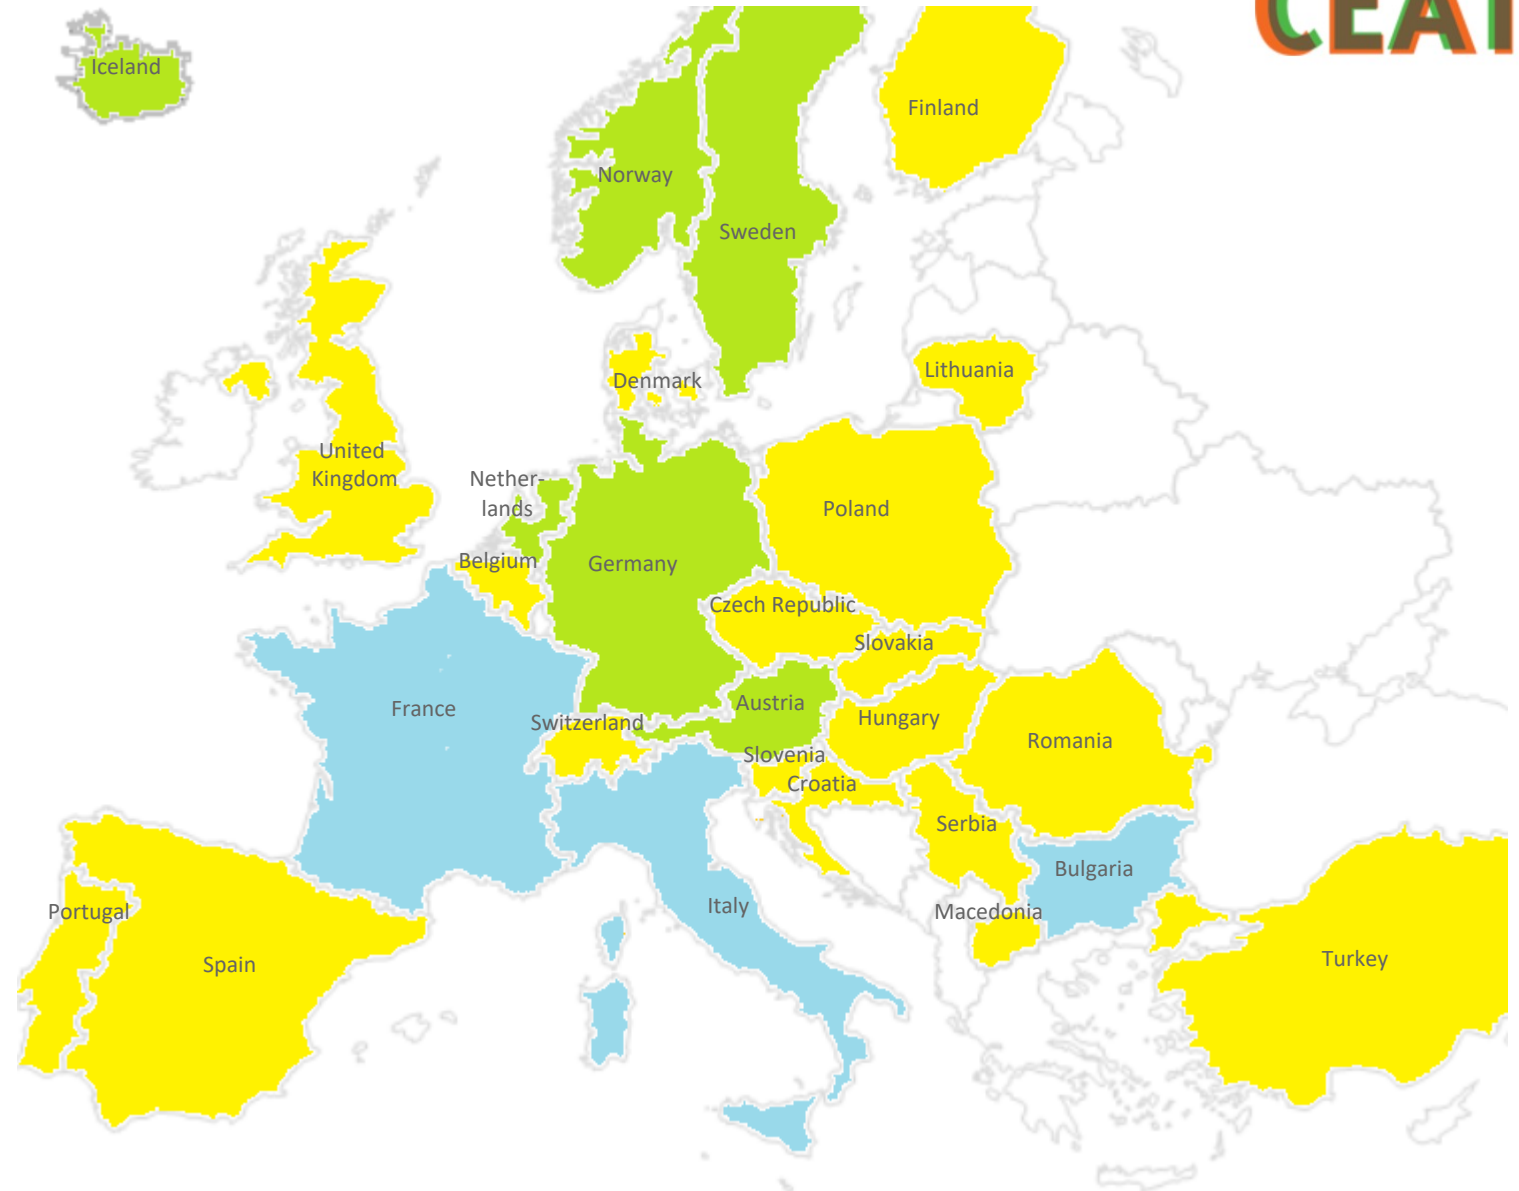 CEAT
Iceland
Finland
Norway
Sweden
Lithuania
Denmark
United
Kingdom
Nether-
lands
Poland
Belgium
Germany
Czech Republic
Slovakia
Austria
France
Switzerland
Hungary
Romania
Slovenia
Croatia
Serbia
Bulgaria
Portugal
Italy
Macedonia
Spain
Turkey